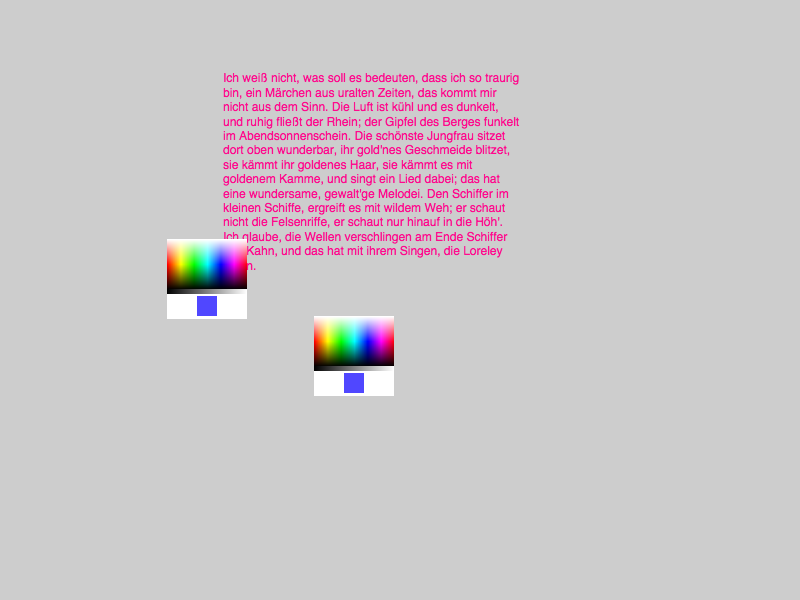 Ich weiß nicht, was soll es bedeuten, dass ich so traurig
bin, ein Märchen aus uralten Zeiten, das kommt mir
nicht aus dem Sinn. Die Luft ist kühl und es dunkelt,
und ruhig fließt der Rhein; der Gipfel des Berges funkelt
im Abendsonnenschein. Die schönste Jungfrau sitzet
dort oben wunderbar, ihr gold'nes Geschmeide blitzet,
sie kämmt ihr goldenes Haar, sie kämmt es mit
goldenem Kamme, und singt ein Lied dabei; das hat
eine wundersame, gewalt'ge Melodei. Den Schiffer im
kleinen Schiffe, ergreift es mit wildem Weh; er schaut
nicht die Felsenriffe, er schaut nur hinauf in die Höh'.
Ich glaube, die Wellen verschlingen am Ende Schiffer
Kahn, und das hat mit ihrem Singen, die Loreley